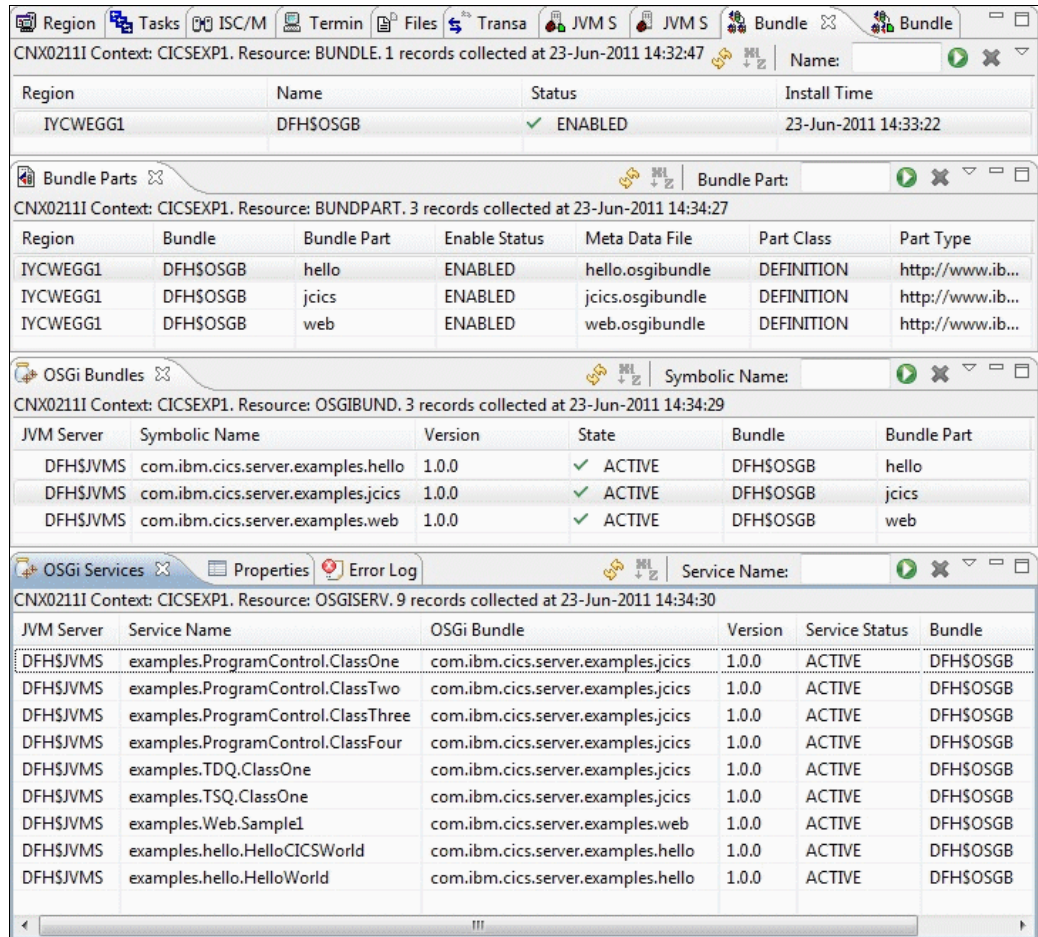 Region Tasks ISC/M Termin Files Transa JVM S JVM S Bundle Bundle
CNX0211I Context: CICSEXP1. Resource: BUNDLE. 1 records collected at 23-Jun-2011 14:32:47 Name:
Region Name Status Install Time
IYCWEGG1 DFH$OSGB ENABLED 23-Jun-2011 14:33:22
Bundle Parts Bundle Part:
CNX0211I Context: CICSEXP1. Resource: BUNDPART. 3 records collected at 23-Jun-2011 14:34:27
Region Bundle Bundle Part Enable Status Meta Data File Part Class Part Type
IYCWEGG1 DFH$OSGB hello ENABLED hello.osgibundle DEFINITION http://www.ib...
IYCWEGG1 DFH$OSGB jcics ENABLED jcics.osgibundle DEFINITION http://www.ib...
IYCWEGG1 DFH$OSGB web ENABLED web.osgibundle DEFINITION http://www.ib...
OSGi Bundles Symbolic Name:
CNX0211I Context: CICSEXP1. Resource: OSGIBUND. 3 records collected at 23-Jun-2011 14:34:29
JVM Server Symbolic Name Version State Bundle Bundle Part
DFH$JVMS com.ibm.cics.server.examples.hello 1.0.0 ACTIVE DFH$OSGB hello
DFH$JVMS com.ibm.cics.server.examples.jcics 1.0.0 ACTIVE DFH$OSGB jcics
DFH$JVMS com.ibm.cics.server.examples.web 1.0.0 ACTIVE DFH$OSGB web
OSGi Services Properties Error Log Service Name:
CNX0211I Context: CICSEXP1. Resource: OSGISERV. 9 records collected at 23-Jun-2011 14:34:30
JVM Server Service Name OSGi Bundle Version Service Status Bundle
DFH$JVMS examples.ProgramControl.ClassOne com.ibm.cics.server.examples.jcics 1.0.0 ACTIVE DFH$OSGB
DFH$JVMS examples.ProgramControl.ClassTwo com.ibm.cics.server.examples.jcics 1.0.0 ACTIVE DFH$OSGB
DFH$JVMS examples.ProgramControl.ClassThree com.ibm.cics.server.examples.jcics 1.0.0 ACTIVE DFH$OSGB
DFH$JVMS examples.ProgramControl.ClassFour com.ibm.cics.server.examples.jcics 1.0.0 ACTIVE DFH$OSGB
DFH$JVMS examples.TDQ.ClassOne com.ibm.cics.server.examples.jcics 1.0.0 ACTIVE DFH$OSGB
DFH$JVMS examples.TSQ.ClassOne com.ibm.cics.server.examples.jcics 1.0.0 ACTIVE DFH$OSGB
DFH$JVMS examples.Web.Sample1 com.ibm.cics.server.examples.web 1.0.0 ACTIVE DFH$OSGB
DFH$JVMS examples.hello.HelloCICSWorld com.ibm.cics.server.examples.hello 1.0.0 ACTIVE DFH$OSGB
DFH$JVMS examples.hello.HelloWorld com.ibm.cics.server.examples.hello 1.0.0 ACTIVE DFH$OSGB